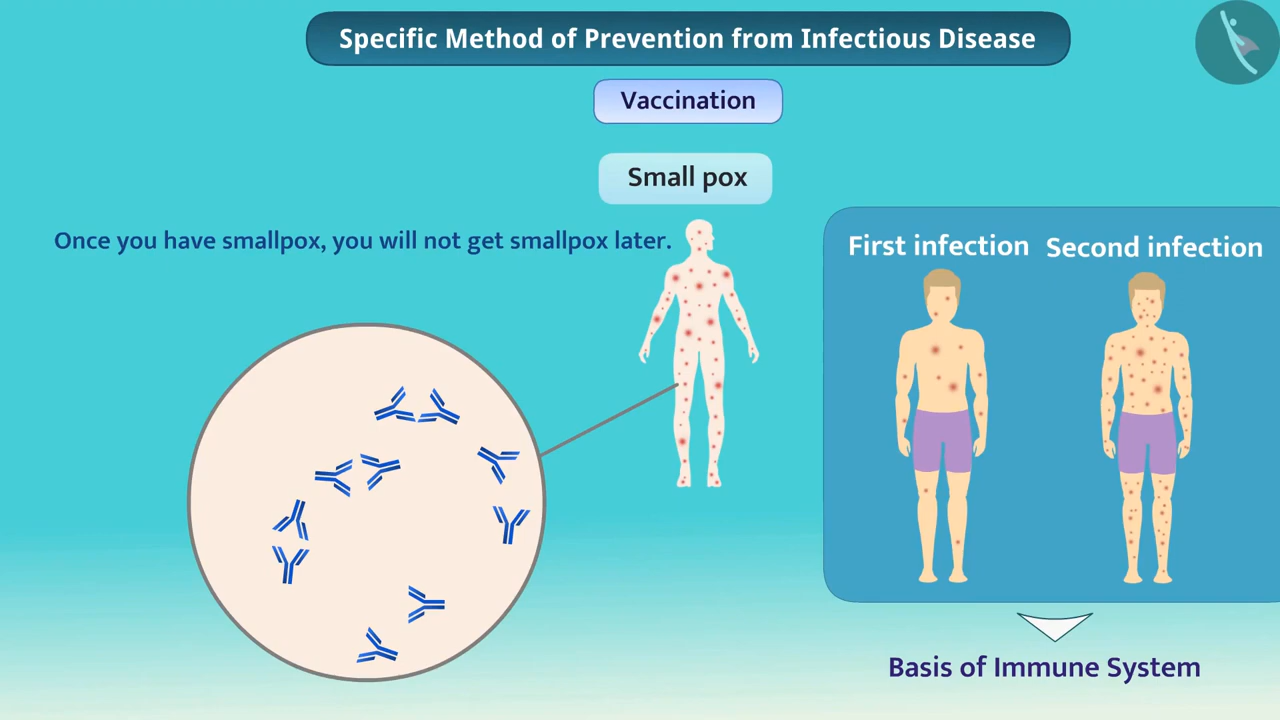 Specific Method of Prevention from Infectious Disease
Vaccination
Small pox
Once you have smallpox, you will not get smallpox later.
First infection
Second infection
Basis of Immune System